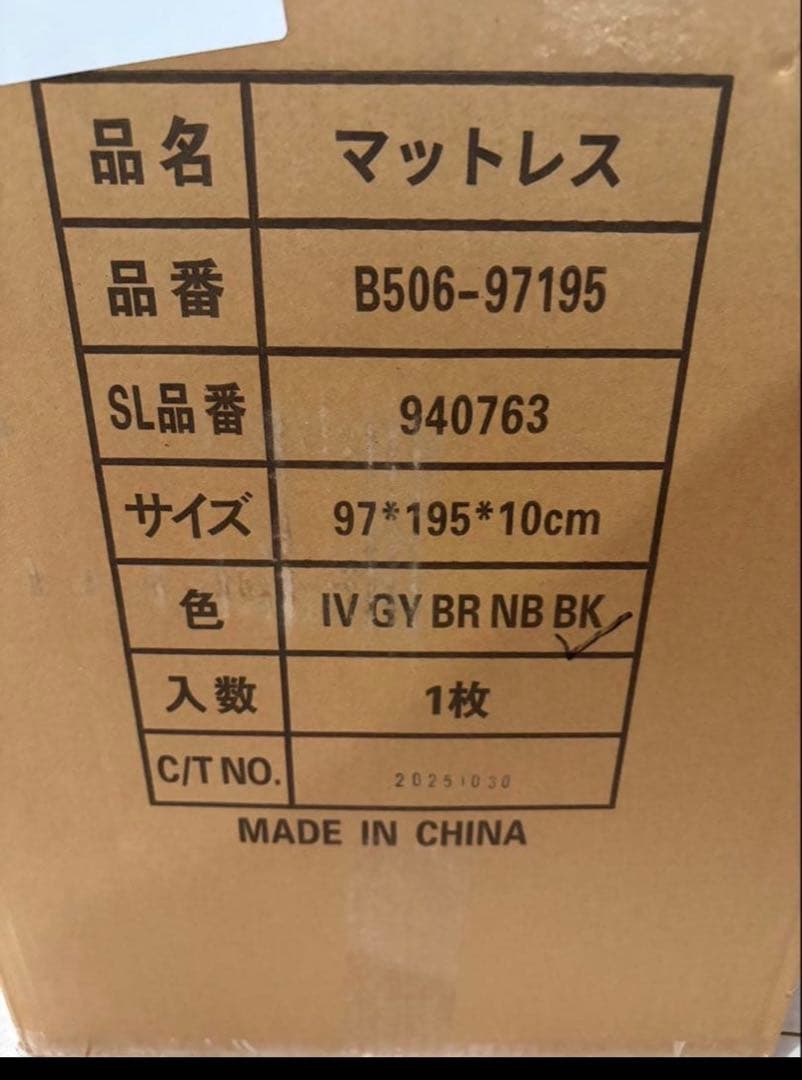 品名 マットレス
品番 B506-97195
SL品番 940763
サイズ 97*195*10cm
色 IV GY BR NB BK
入数 1枚
C/T NO. 20251030
MADE IN CHINA